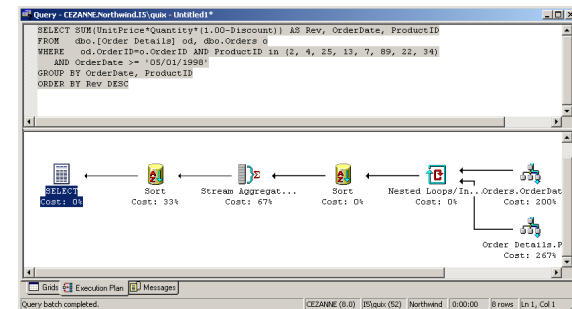 Query - CEZANNE.Northwind.I5\quix - Untitled1*
SELECT SUM(UnitPrice*Quantity*(1.00-Discount)) AS Rev, OrderDate, ProductID
FROM dbo.[Order Details] od, dbo.Orders o
WHERE od.OrderID=o.OrderID AND ProductID in (2, 4, 25, 13, 7, 89, 22, 34)
AND OrderDate >= '05/01/1998'
GROUP BY OrderDate, ProductID
ORDER BY Rev DESC
SELECT
Cost: 0%
Sort
Cost: 33%
Stream Aggregat...
Cost: 67%
Sort
Cost: 0%
Nested Loops/In...
Cost: 0%
Orders.OrderDat
Cost: 200%
Order Details.P
Cost: 267%
Grids
Execution Plan
Messages
Query batch completed.
CEZANNE (8.0)
I5\quix (52)
Northwind
0:00:00
8 rows
Ln 1, Col 1